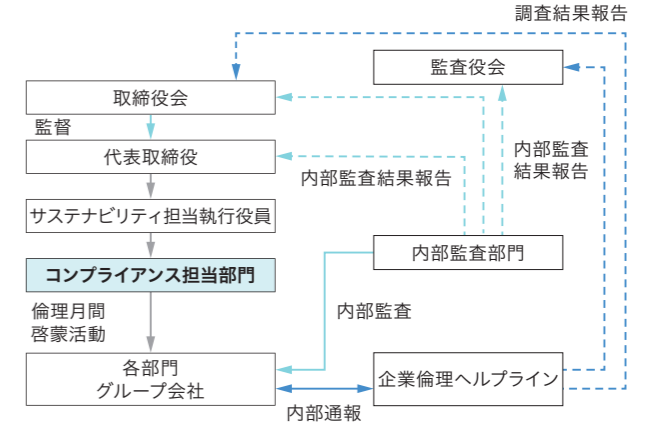 調査結果報告
監査役会
取締役会
監督
代表取締役
内部監査結果報告
内部監査
結果報告
サステナビリティ担当執行役員
内部監査部門
コンプライアンス担当部門
倫理月間
啓蒙活動
内部監査
各部門
グループ会社
企業倫理ヘルプライン
内部通報